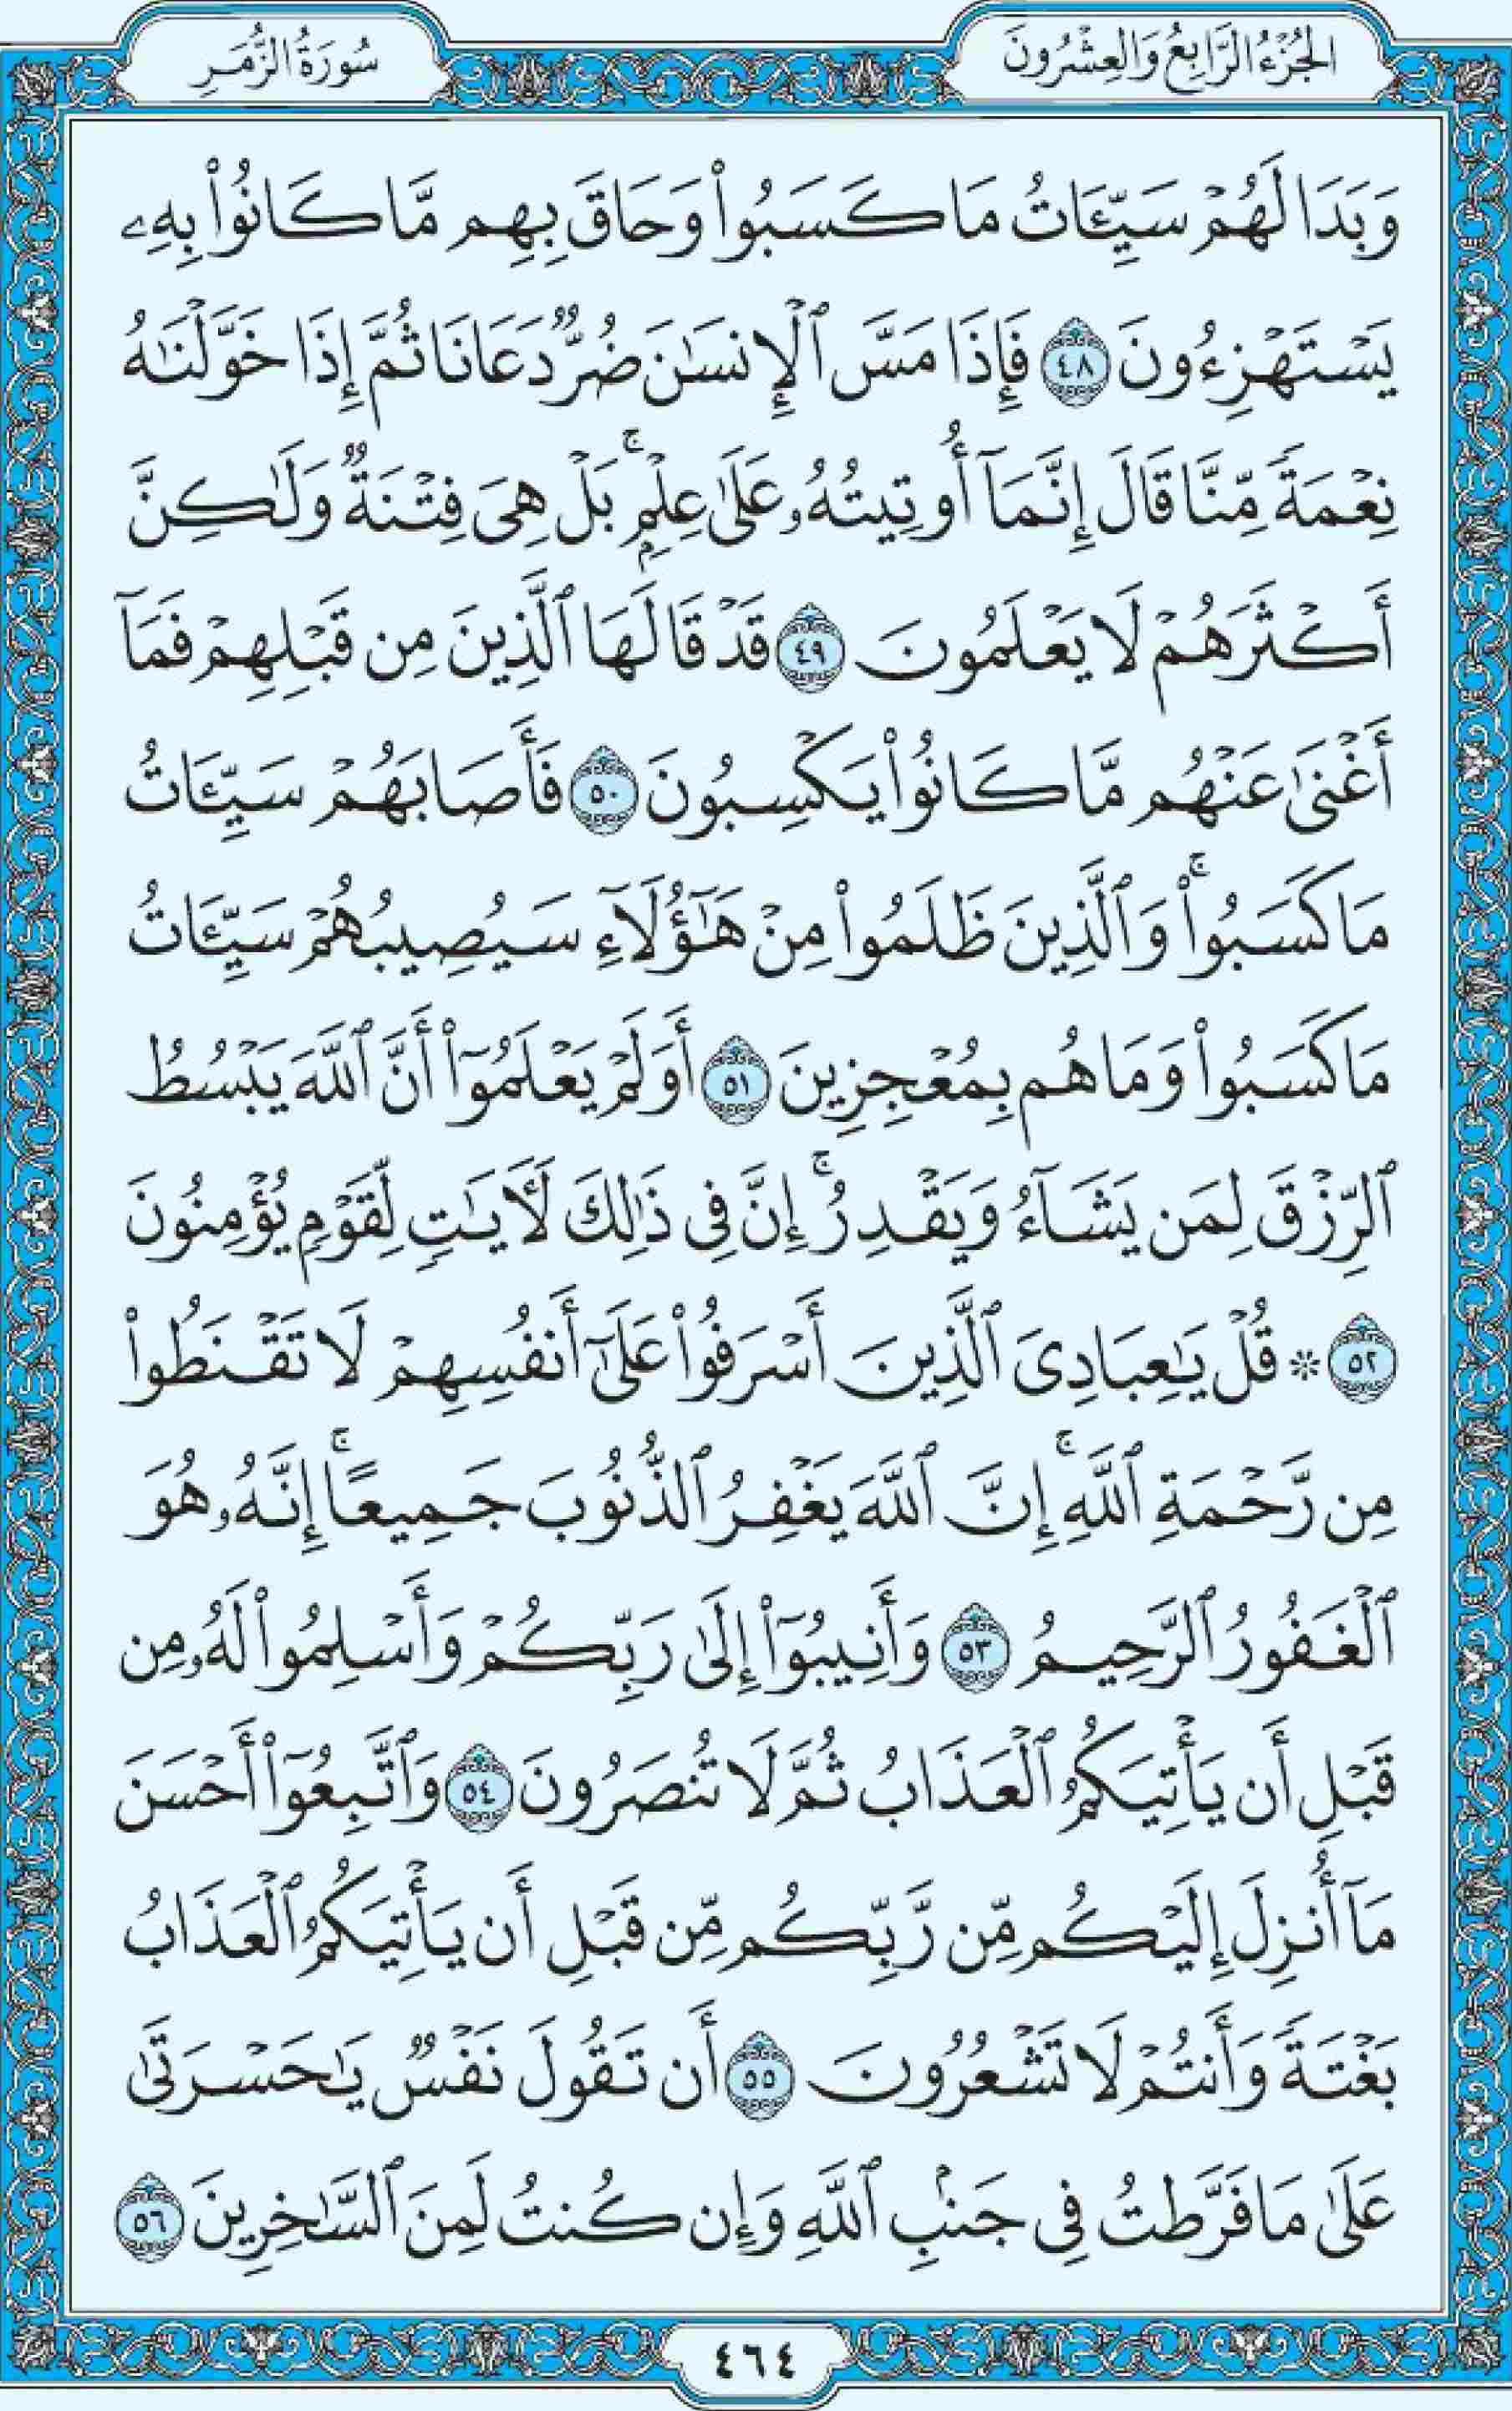 الجُزْءُ الرَّابِعُ وَالعِشْرُونَ
سُورَةُ الزُّمَرِ
وَبَدَا لَهُمْ سَيِّـَٔاتُ مَا كَسَبُوا۟ وَحَاقَ بِهِم مَّا كَانُوا۟ بِهِۦ
يَسْتَهْزِءُونَ ٤٨ فَإِذَا مَسَّ ٱلْإِنسَٰنَ ضُرٌّ دَعَانَا ثُمَّ إِذَا خَوَّلْنَٰهُ
نِعْمَةً مِّنَّا قَالَ إِنَّمَآ أُوتِيتُهُۥ عَلَىٰ عِلْمٍۭ ۚ بَلْ هِىَ فِتْنَةٌ وَلَٰكِنَّ
أَكْثَرَهُمْ لَا يَعْلَمُونَ ٤٩ قَدْ قَالَهَا ٱلَّذِينَ مِن قَبْلِهِمْ فَمَآ
أَغْنَىٰ عَنْهُم مَّا كَانُوا۟ يَكْسِبُونَ ٥٠ فَأَصَابَهُمْ سَيِّـَٔاتُ
مَا كَسَبُوا۟ ۚ وَٱلَّذِينَ ظَلَمُوا۟ مِنْ هَٰٓؤُلَآءِ سَيُصِيبُهُمْ سَيِّـَٔاتُ
مَا كَسَبُوا۟ وَمَا هُم بِمُعْجِزِينَ ٥١ أَوَلَمْ يَعْلَمُوٓا۟ أَنَّ ٱللَّهَ يَبْسُطُ
ٱلرِّزْقَ لِمَن يَشَآءُ وَيَقْدِرُ ۚ إِنَّ فِى ذَٰلِكَ لَـَٔايَٰتٍ لِّقَوْمٍ يُؤْمِنُونَ
٥٢ * قُلْ يَٰعِبَادِىَ ٱلَّذِينَ أَسْرَفُوا۟ عَلَىٰٓ أَنفُسِهِمْ لَا تَقْنَطُوا۟
مِن رَّحْمَةِ ٱللَّهِ ۚ إِنَّ ٱللَّهَ يَغْفِرُ ٱلذُّنُوبَ جَمِيعًا ۚ إِنَّهُۥ هُوَ
ٱلْغَفُورُ ٱلرَّحِيمُ ٥٣ وَأَنِيبُوٓا۟ إِلَىٰ رَبِّكُمْ وَأَسْلِمُوا۟ لَهُۥ مِن
قَبْلِ أَن يَأْتِيَكُمُ ٱلْعَذَابُ ثُمَّ لَا تُنصَرُونَ ٥٤ وَٱتَّبِعُوٓا۟ أَحْسَنَ
مَآ أُنزِلَ إِلَيْكُم مِّن رَّبِّكُم مِّن قَبْلِ أَن يَأْتِيَكُمُ ٱلْعَذَابُ
بَغْتَةً وَأَنتُمْ لَا تَشْعُرُونَ ٥٥ أَن تَقُولَ نَفْسٌ يَٰحَسْرَتَىٰ
عَلَىٰ مَا فَرَّطتُ فِى جَنۢبِ ٱللَّهِ وَإِن كُنتُ لَمِنَ ٱلسَّٰخِرِينَ ٥٦
٤٦٤